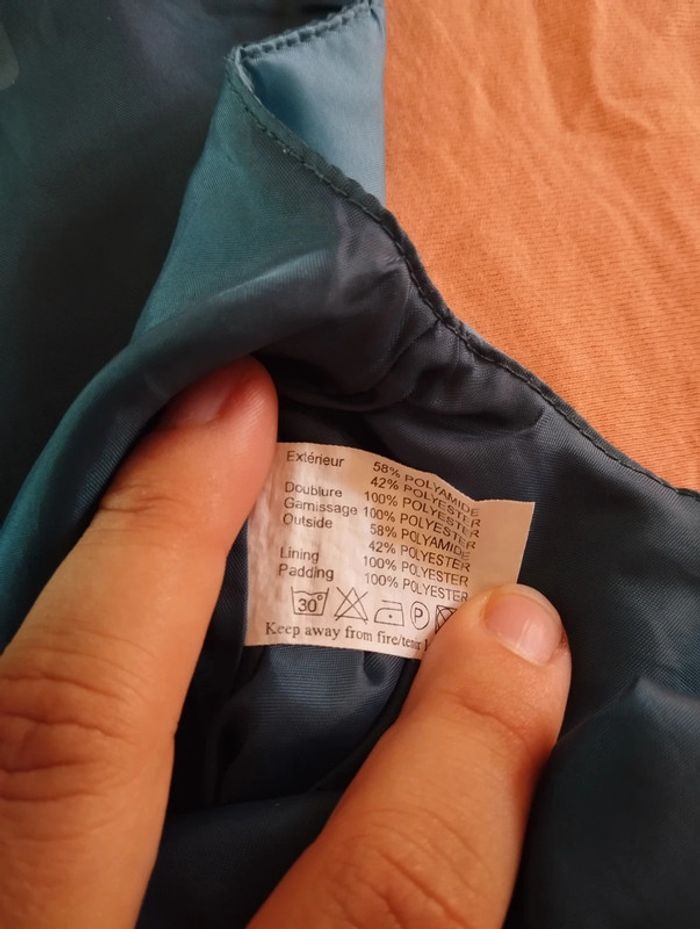 Extérieur 58% POLYAMIDE
42% POLYESTER
Doublure 100% POLYESTER
Garnissage 100% POLYESTER
Outside 58% POLYAMIDE
42% POLYESTER
Lining 100% POLYESTER
Padding 100% POLYESTER
30° P
Keep away from fire/tenir